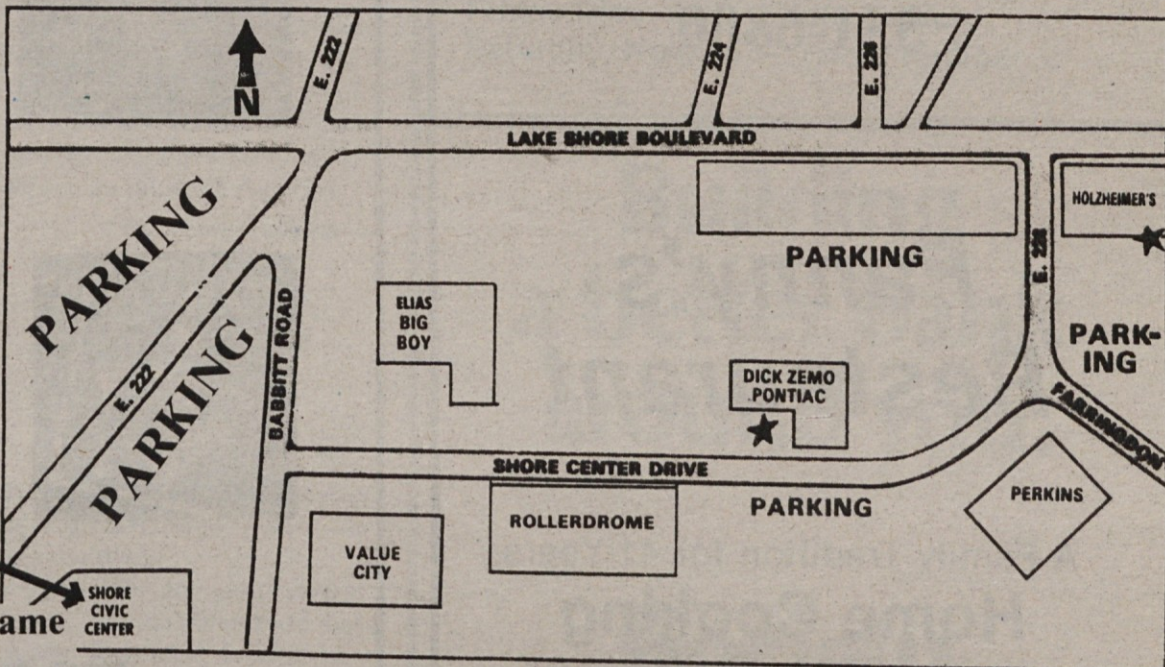 E. 222
E. 224
E. 226
N
LAKE SHORE BOULEVARD
PARKING
HOLZHEIMER'S
PARKING
E. 228
ELIAS
BIG
BOY
PARK-
ING
E. 222
PARKING
BABBITT ROAD
DICK ZEMO
PONTIAC
FARRINGDON
SHORE CENTER DRIVE
PARKING
PERKINS
ROLLERDROME
VALUE
CITY
SHORE
CIVIC
CENTER
ame